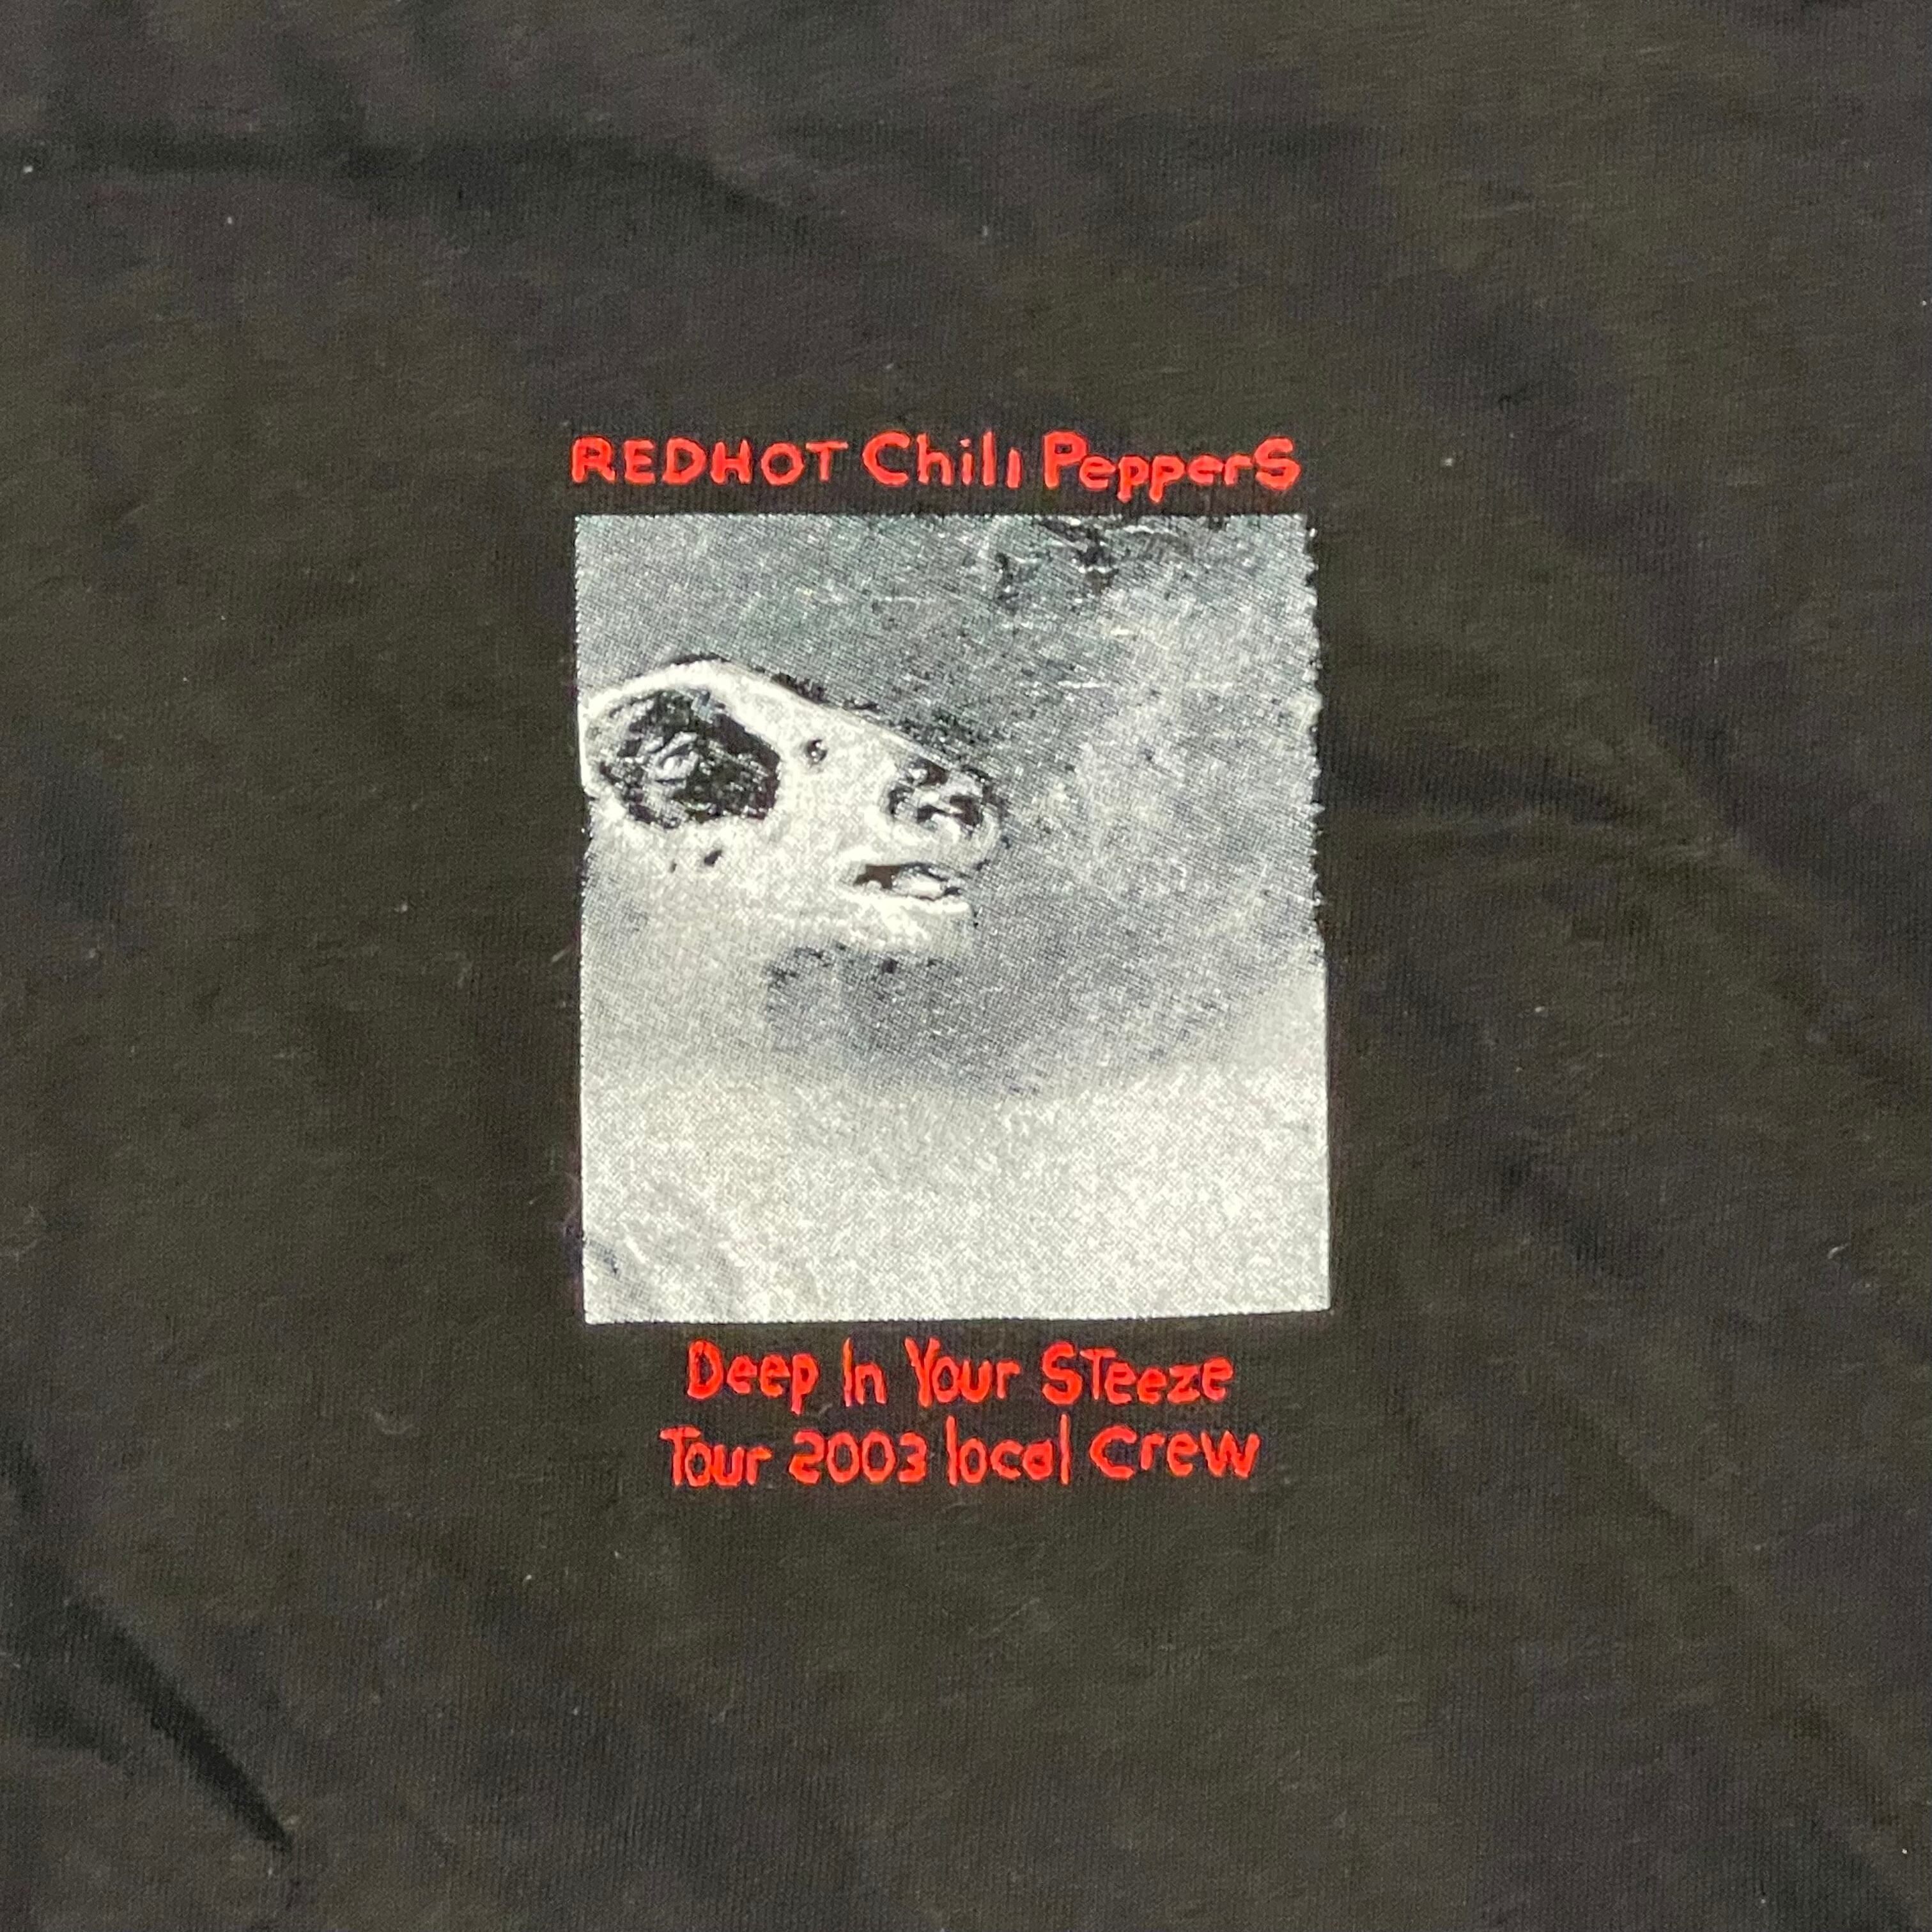 REDHOT Chili PepperS
Deep In Your STeeze
Tour 2003 local Crew